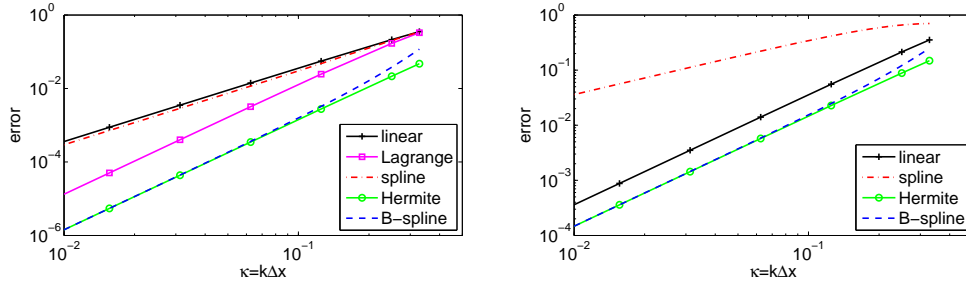 10^0
10^-2
10^-4
10^-6
error
10^-2
10^-1
κ=kΔx
linear
Lagrange
spline
Hermite
B-spline
10^0
10^-1
10^-2
10^-3
10^-4
error
10^-2
10^-1
κ=kΔx
linear
spline
Hermite
B-spline